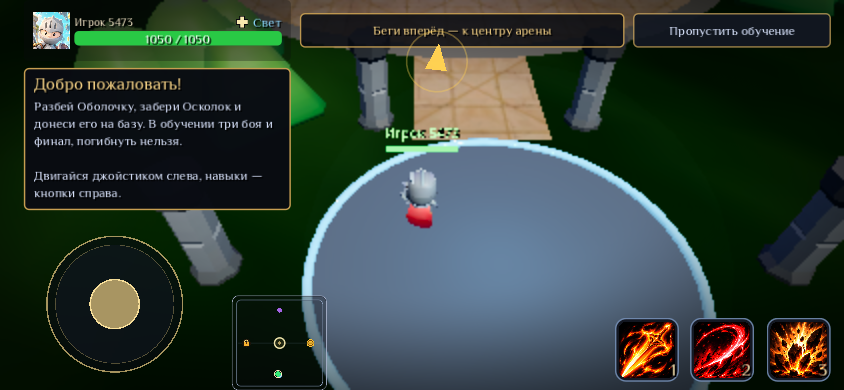 Игрок 5473
Свет
1050 / 1050
Беги вперёд — к центру арены
Пропустить обучение
Добро пожаловать!
Разбей Оболочку, забери Осколок и
донеси его на базу. В обучении три боя и
финал, погибнуть нельзя.
Двигайся джойстиком слева, навыки —
кнопки справа.
Игрок
1
2
3